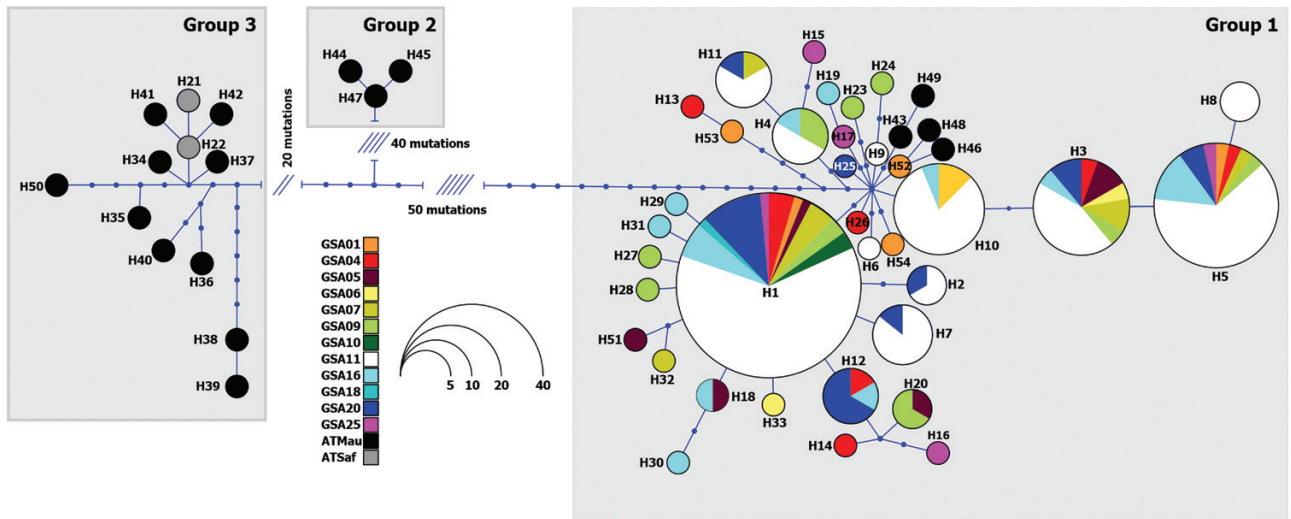 Group 3
Group 2
Group 1
H44
H45
H47
H21
H41
H42
H22
H34
H37
H50
H35
H40
H36
H38
H39
20 mutations
40 mutations
50 mutations
H15
H11
H19
H24
H23
H49
H13
H53
H4
H17
H43
H48
H9
H25
H52
H46
H8
H3
H5
H10
H26
H6
H54
H29
H31
H27
H28
H1
H2
H7
H51
H32
H18
H33
H30
H12
H20
H14
H16
GSA01
GSA04
GSA05
GSA06
GSA07
GSA09
GSA10
GSA11
GSA16
GSA18
GSA20
GSA25
ATMau
ATSaf
5 10 20 40